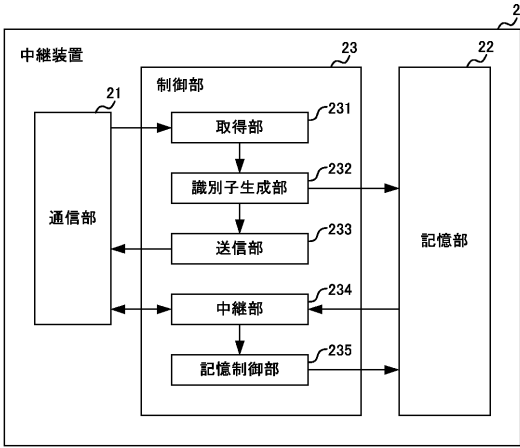 2
中継装置
23
22
制御部
21
231
取得部
232
識別子生成部
通信部
233
記憶部
送信部
234
中継部
235
記憶制御部